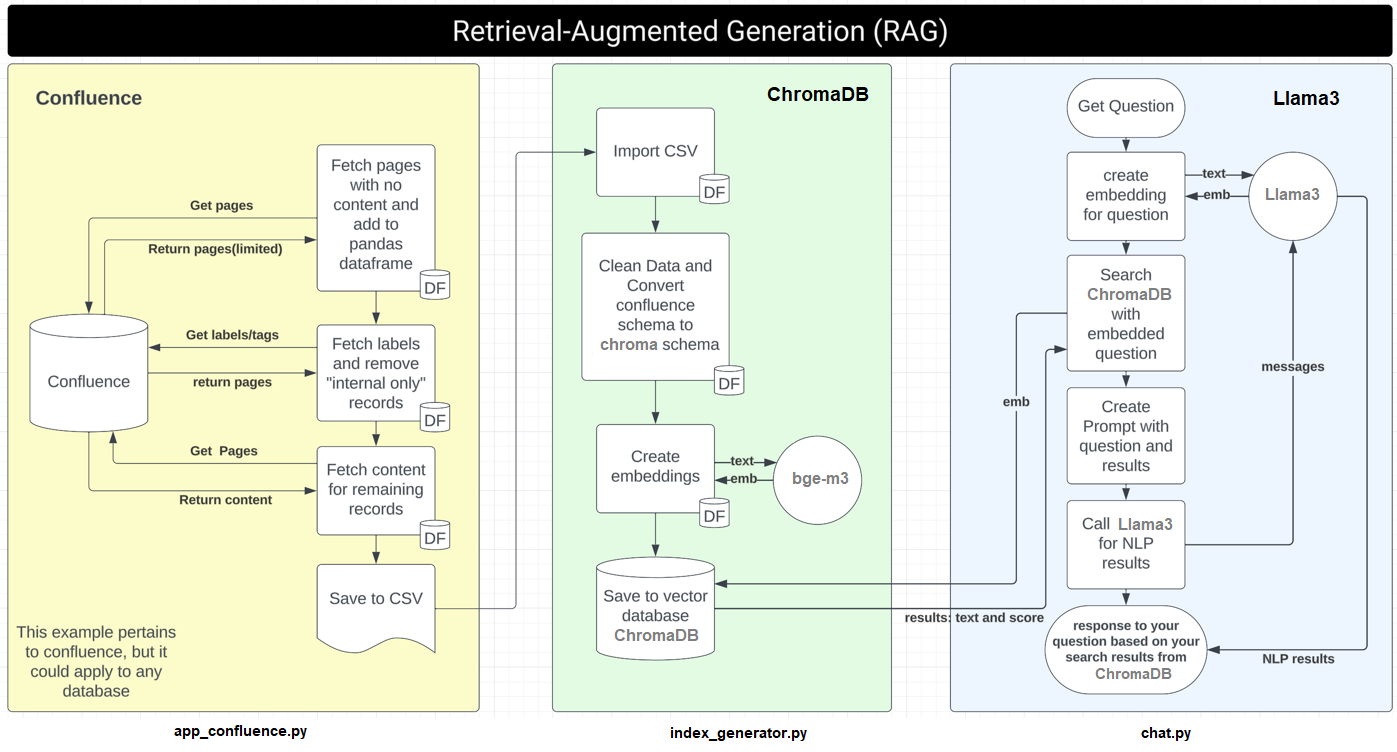 Retrieval-Augmented Generation (RAG)
Confluence
Fetch pages
with no
content and
add to
pandas
dataframe
DF
Get pages
Return pages(limited)
Confluence
Get labels/tags
return pages
Fetch labels
and remove
"internal only"
records
DF
Get  Pages
Return content
Fetch content
for remaining
records
DF
Save to CSV
This example pertains
to confluence, but it
could apply to any
database
app_confluence.py
ChromaDB
Import CSV
DF
Clean Data and
Convert
confluence
schema to
chroma schema
DF
Create
embeddings
DF
text
emb
bge-m3
Save to vector
database
ChromaDB
index_generator.py
Llama3
Get Question
create
embedding
for question
text
emb
Llama3
Search
ChromaDB
with
embedded
question
emb
results: text and score
Create
Prompt with
question and
results
messages
Call Llama3
for NLP
results
response to your
question based on your
search results from
ChromaDB
NLP results
chat.py